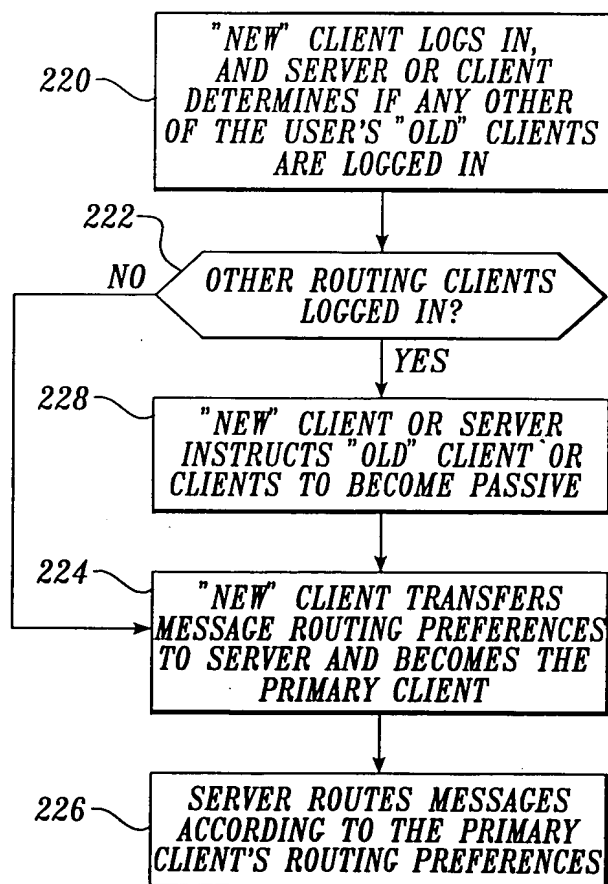 220
"NEW" CLIENT LOGS IN,
AND SERVER OR CLIENT
DETERMINES IF ANY OTHER
OF THE USER'S "OLD" CLIENTS
ARE LOGGED IN
222
NO
OTHER ROUTING CLIENTS
LOGGED IN?
YES
228
"NEW" CLIENT OR SERVER
INSTRUCTS "OLD" CLIENT OR
CLIENTS TO BECOME PASSIVE
224
"NEW" CLIENT TRANSFERS
MESSAGE ROUTING PREFERENCES
TO SERVER AND BECOMES THE
PRIMARY CLIENT
226
SERVER ROUTES MESSAGES
ACCORDING TO THE PRIMARY
CLIENT'S ROUTING PREFERENCES